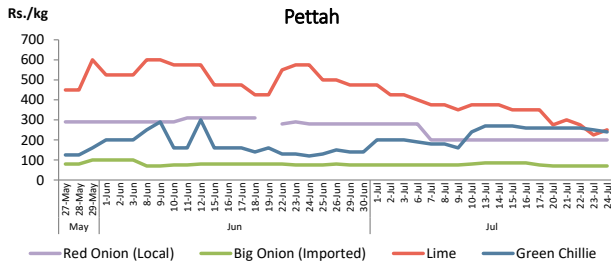 Rs./kg
Pettah
700
600
500
400
300
200
100
0
27-May
28-May
29-May
1-Jun
2-Jun
3-Jun
8-Jun
9-Jun
10-Jun
11-Jun
12-Jun
15-Jun
16-Jun
17-Jun
18-Jun
19-Jun
22-Jun
23-Jun
24-Jun
25-Jun
26-Jun
29-Jun
30-Jun
1-Jul
2-Jul
3-Jul
6-Jul
7-Jul
8-Jul
9-Jul
10-Jul
13-Jul
14-Jul
15-Jul
16-Jul
17-Jul
20-Jul
21-Jul
22-Jul
23-Jul
24-Jul
May Jun Jul
Red Onion (Local) Big Onion (Imported) Lime Green Chillie